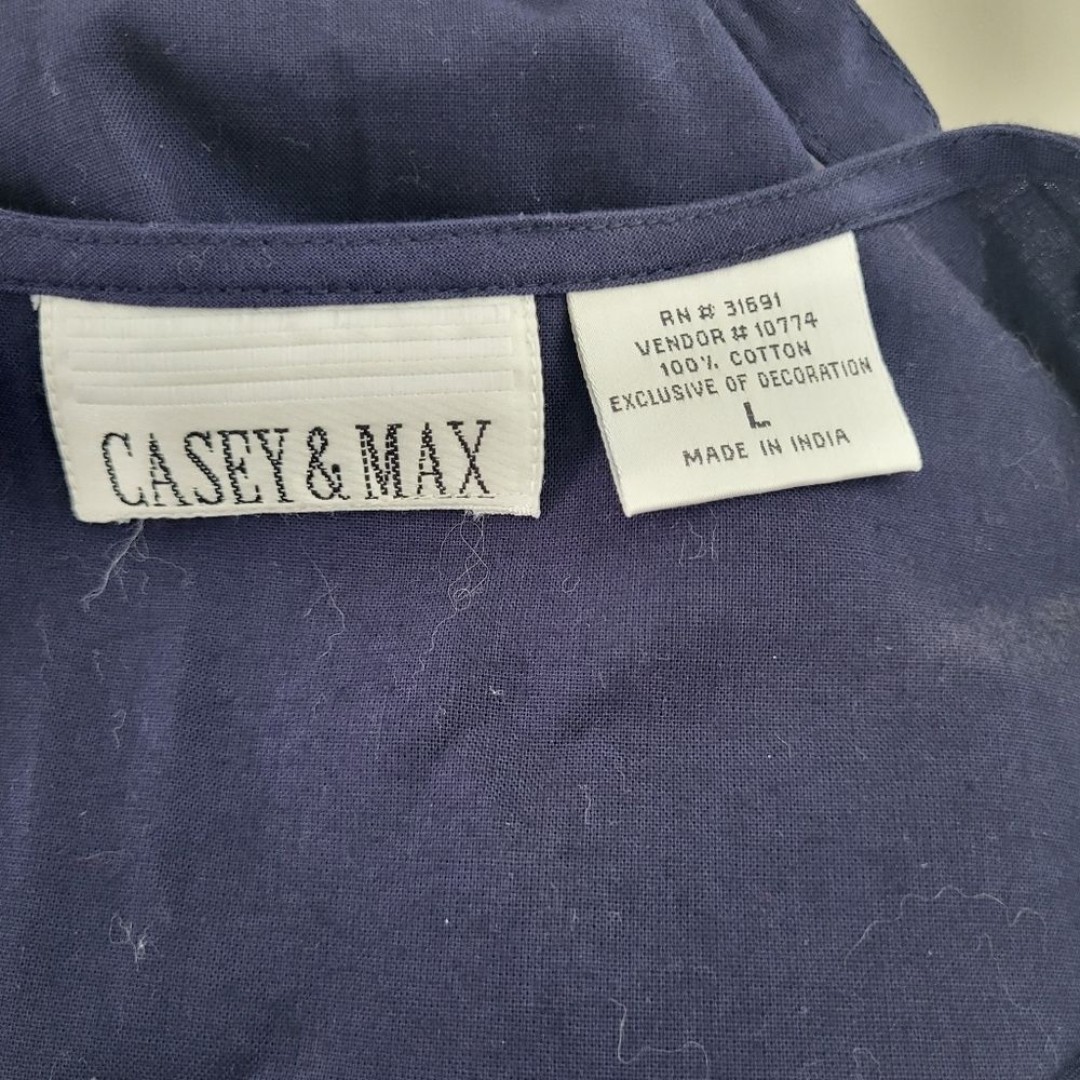 CASEY & MAX
RN # 31691
VENDOR # 10774
100% COTTON
EXCLUSIVE OF DECORATION
L
MADE IN INDIA